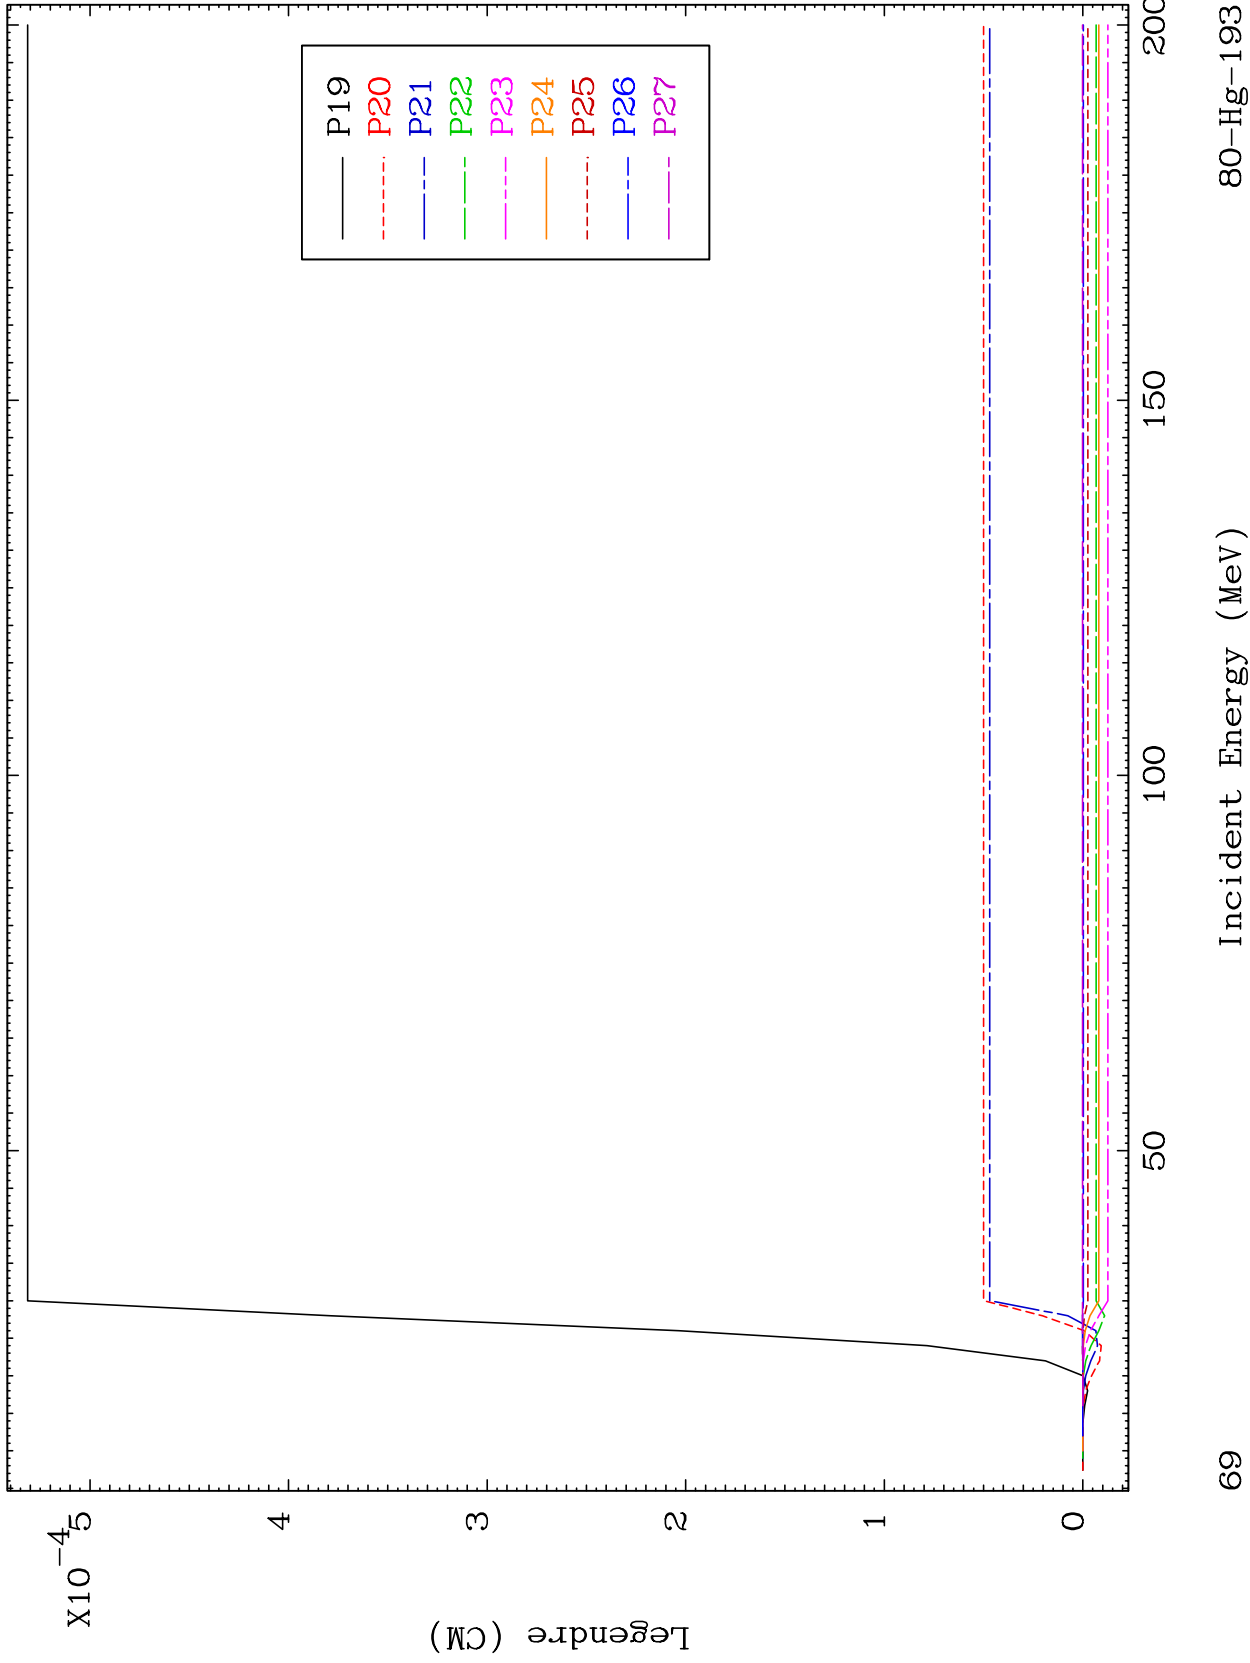 X10-4
5
4
3
2
1
0
Legendre (CM)
P19
P20
P21
P22
P23
P24
P25
P26
P27
50
100
150
200
69
Incident Energy (MeV)
80-Hg-193